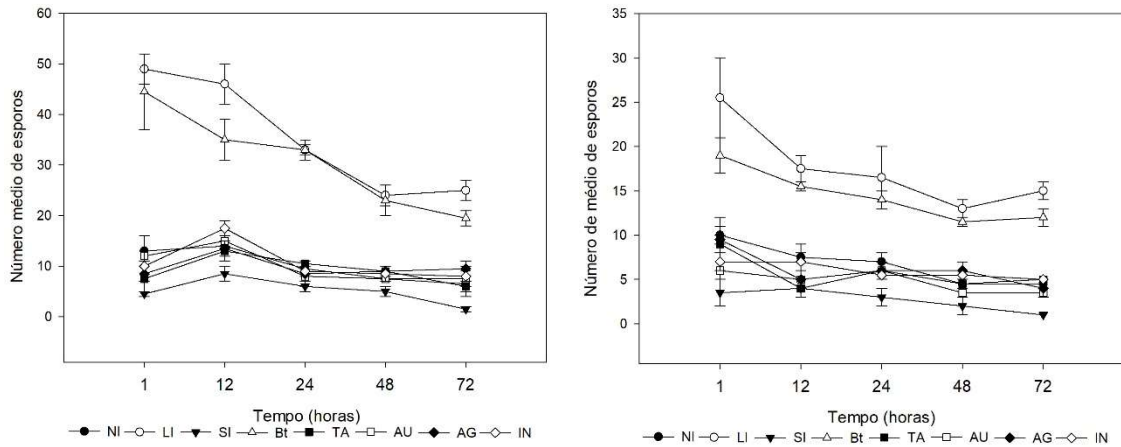 60
50
40
30
20
10
0
Número médio de esporos
1 12 24 48 72
Tempo (horas)
NI LI SI Bt TA AU AG IN
35
30
25
20
15
10
5
0
Número de médio de esporos
1 12 24 48 72
Tempo (horas)
NI LI SI Bt TA AU AG IN